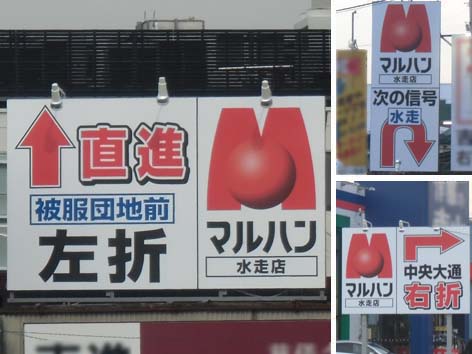 直進
被服団地前
左折
マルハン
水走店
マルハン
水走店
次の信号
水走
マルハン
水走店
中央大通
右折